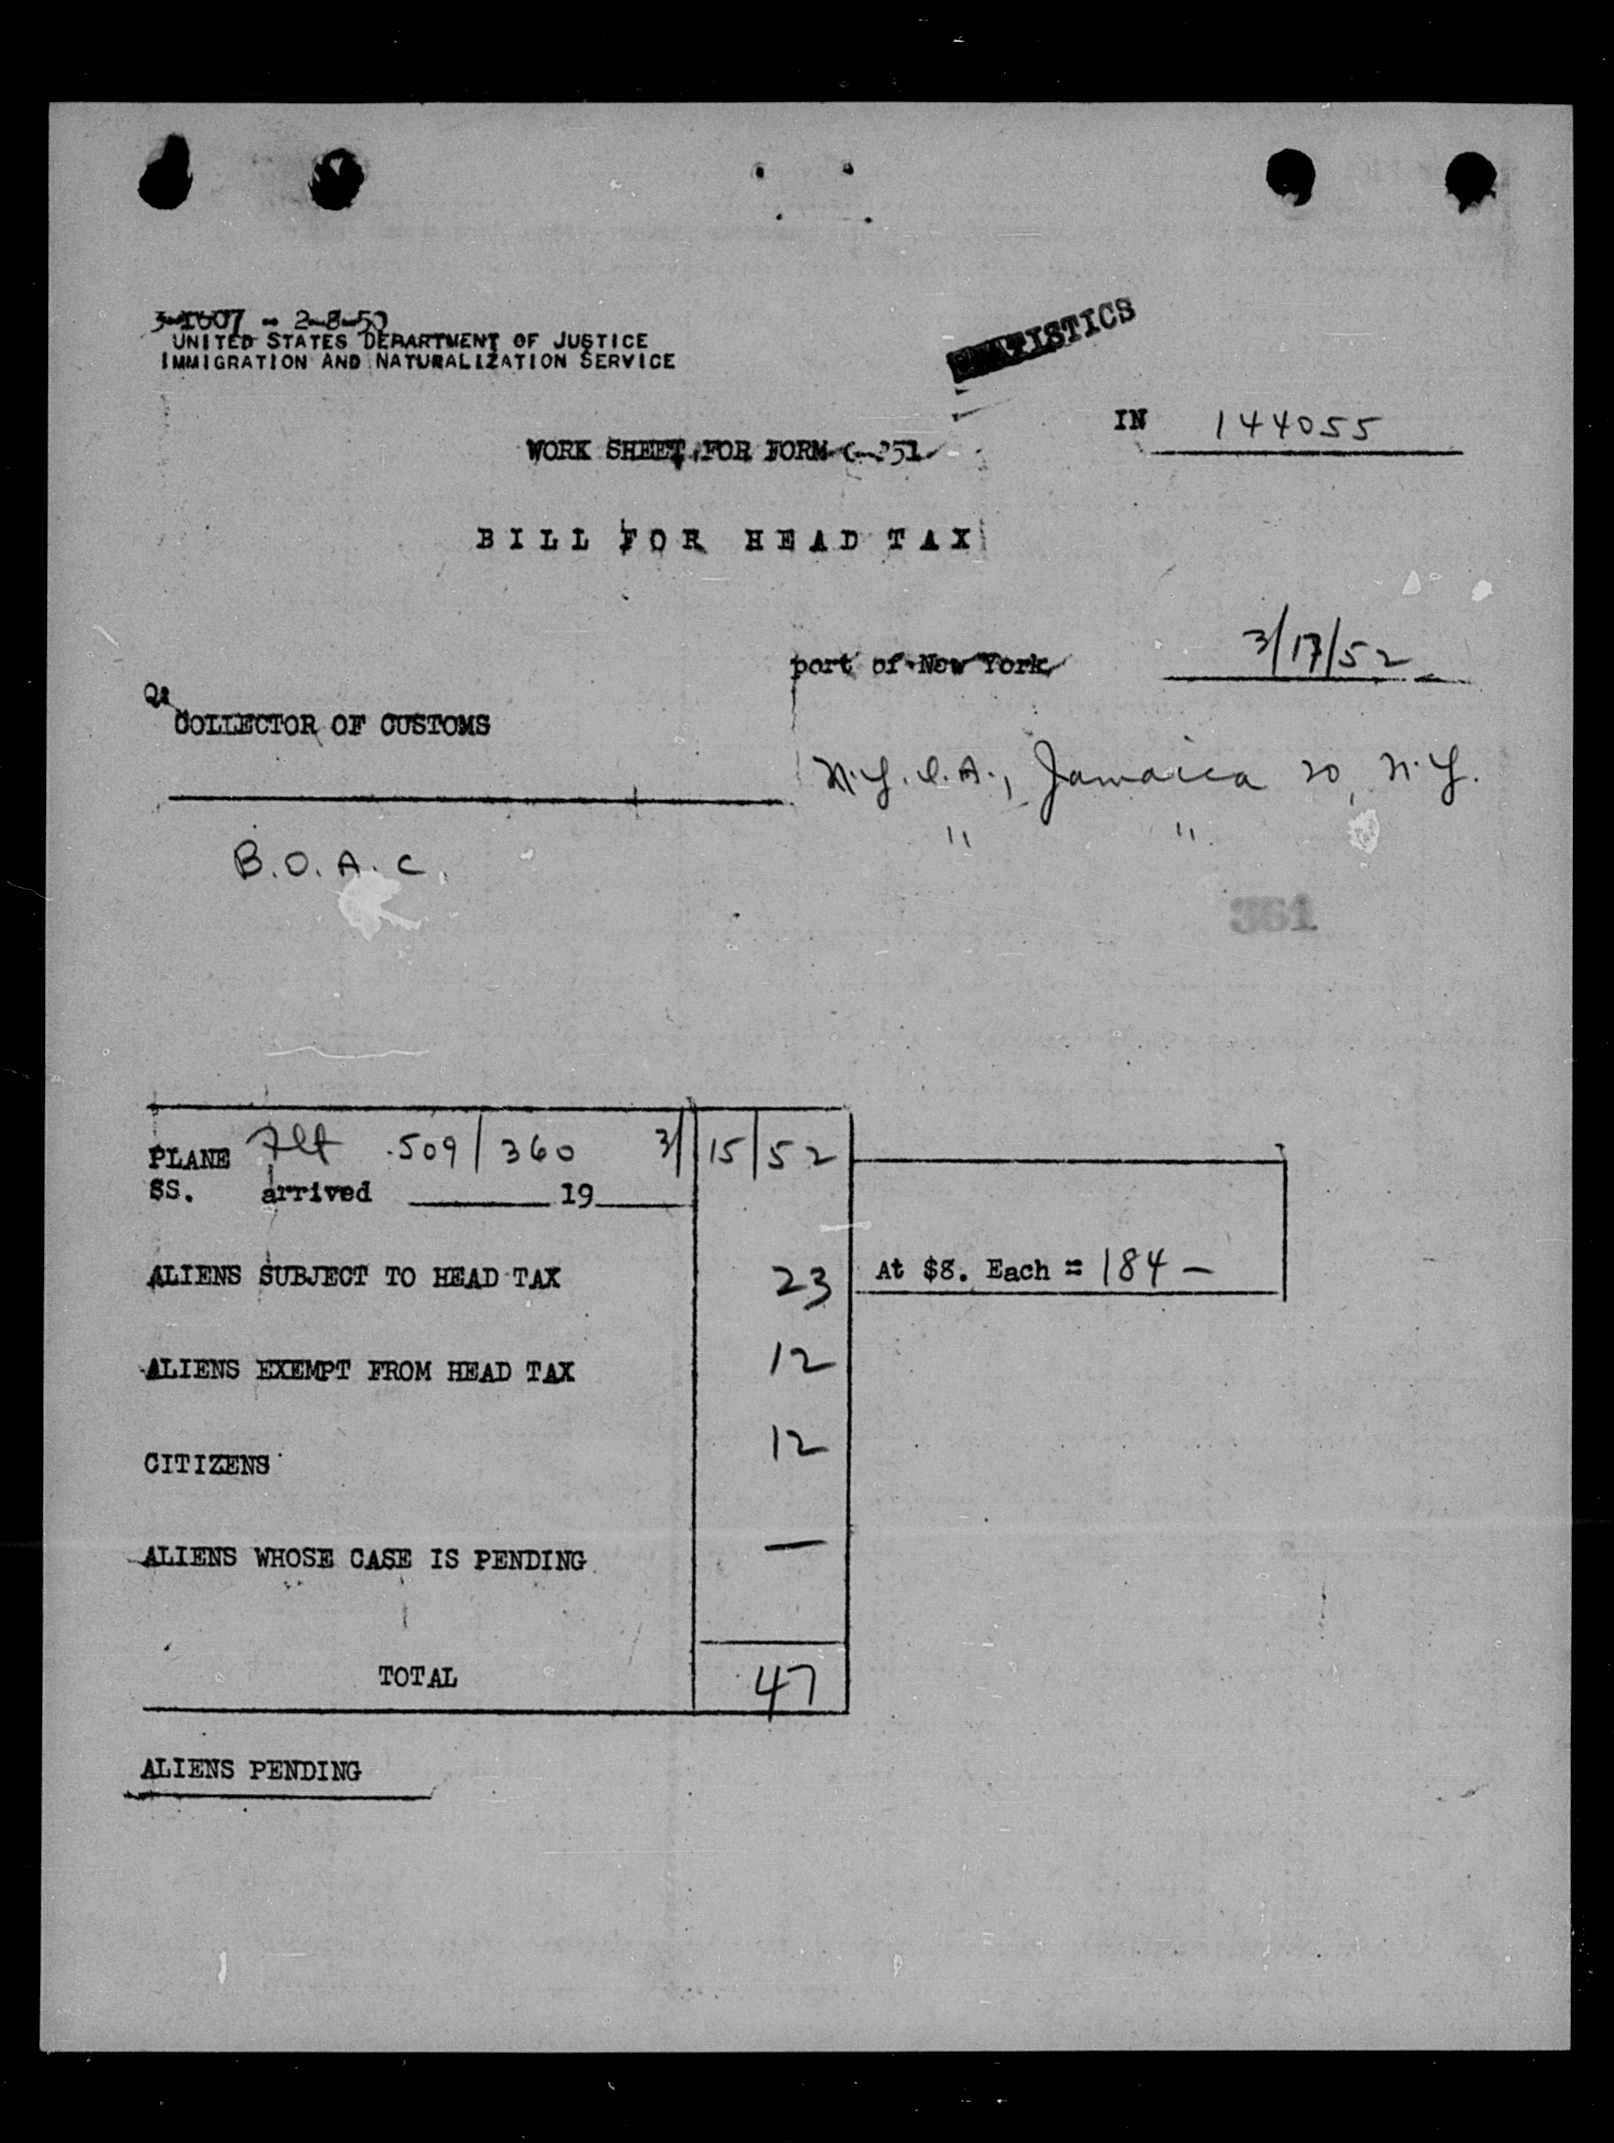 3-1607 - 2-8-50
UNITED STATES DEPARTMENT OF JUSTICE
IMMIGRATION AND NATURALIZATION SERVICE
STATISTICS
IN 144055
WORK SHEET FOR FORM -251
BILL FOR HEAD TAX
port of New York 3/17/52
COLLECTOR OF CUSTOMS
N.Y.I.A., Jamaica 20, N.Y.
" "
B.O.A.C.
361
PLANE Flt 509/360 3/15/52
SS. arrived 19
ALIENS SUBJECT TO HEAD TAX 23 At $8. Each = 184 —
ALIENS EXEMPT FROM HEAD TAX 12
CITIZENS 12
ALIENS WHOSE CASE IS PENDING —
TOTAL 47
ALIENS PENDING